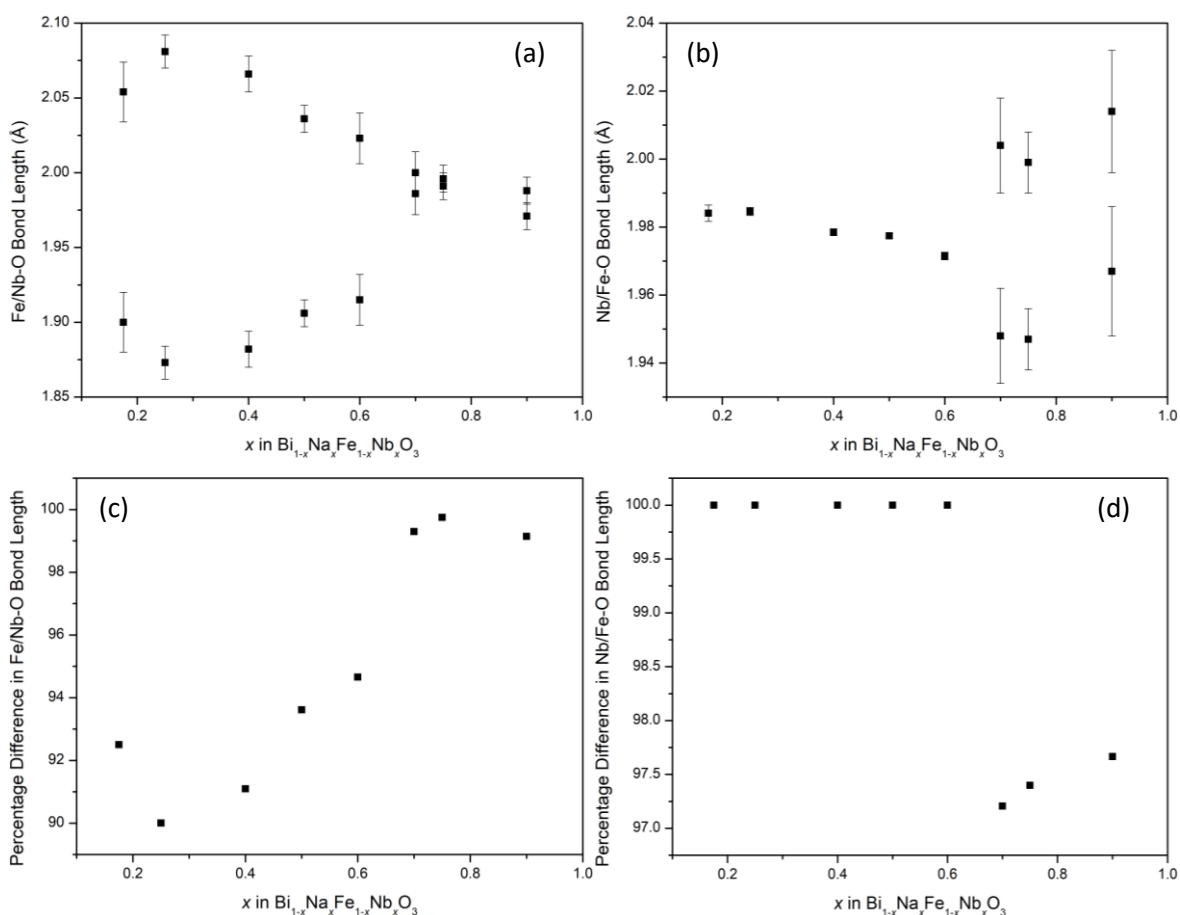 (a)
Fe/Nb-O Bond Length (Å)
2.10
2.05
2.00
1.95
1.90
1.85
0.2 0.4 0.6 0.8 1.0
x in Bi1-xNaxFe1-xNbxO3
(b)
Nb/Fe-O Bond Length (Å)
2.04
2.02
2.00
1.98
1.96
1.94
0.2 0.4 0.6 0.8 1.0
x in Bi1-xNaxFe1-xNbxO3
(c)
Percentage Difference in Fe/Nb-O Bond Length
100
98
96
94
92
90
0.2 0.4 0.6 0.8 1.0
x in Bi1-xNaxFe1-xNbxO3
(d)
Percentage Difference in Nb/Fe-O Bond Length
100.0
99.5
99.0
98.5
98.0
97.5
97.0
0.2 0.4 0.6 0.8 1.0
x in Bi1-xNaxFe1-xNbxO3